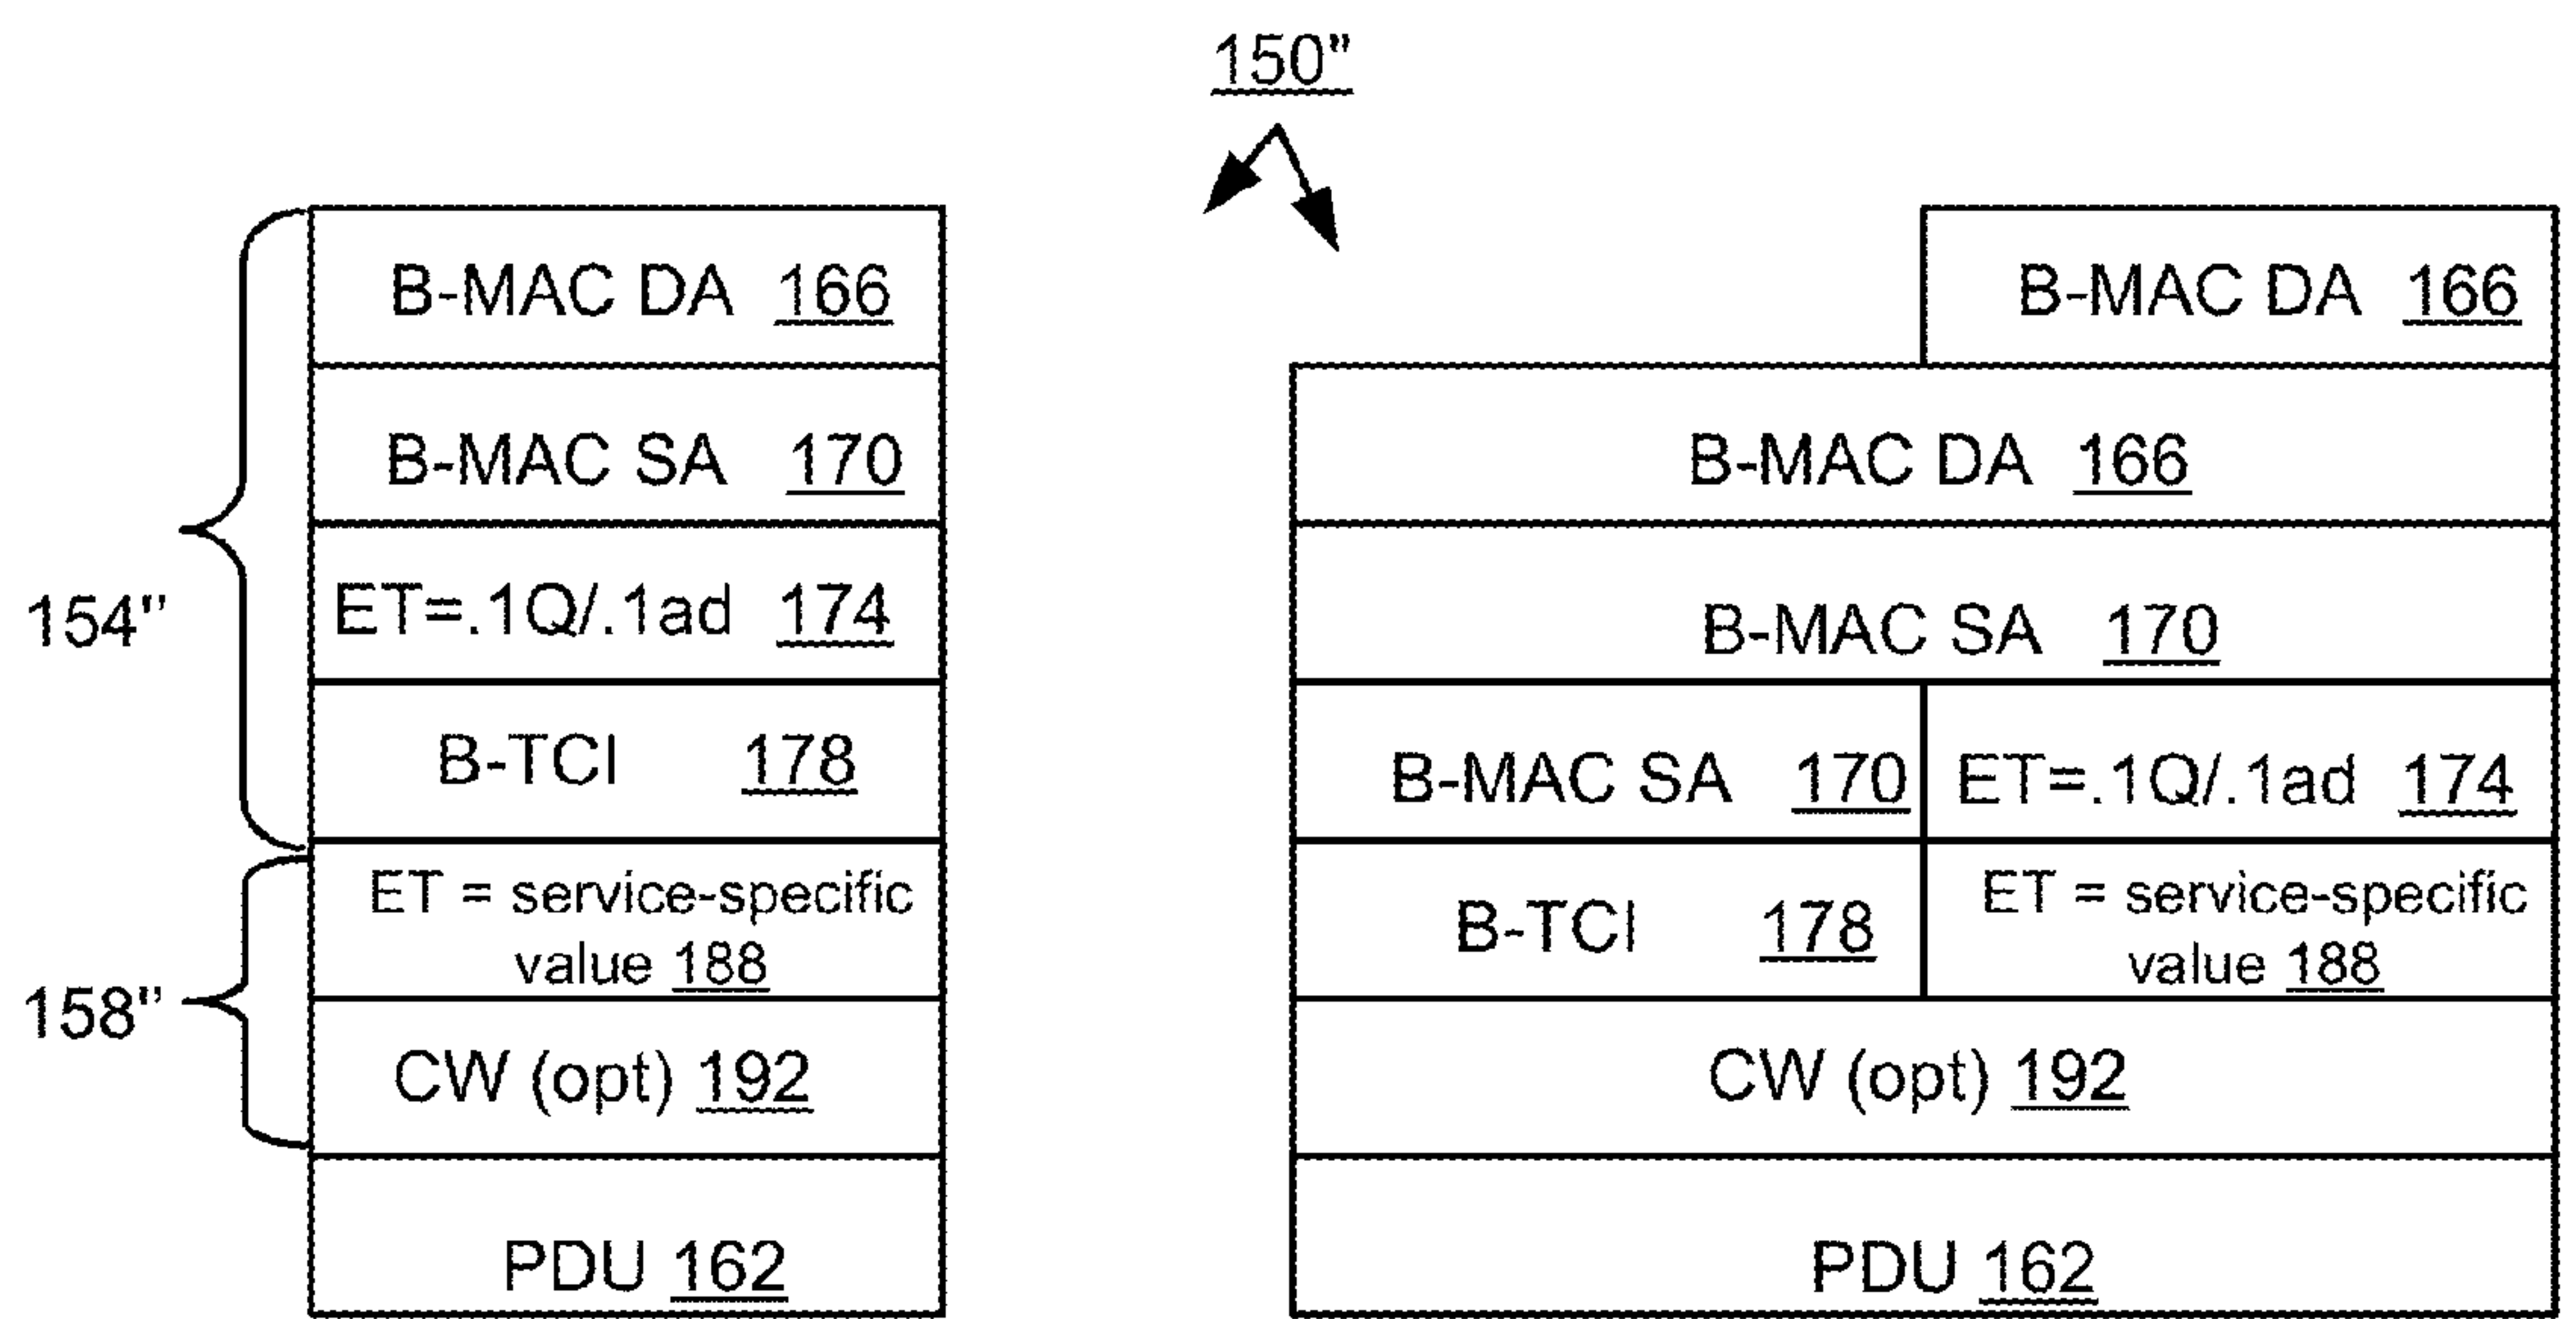 150"
B-MAC DA 166
B-MAC SA 170
ET=.1Q/.1ad 174
B-TCI 178
ET = service-specific
value 188
CW (opt) 192
PDU 162
154"
158"
B-MAC DA 166
B-MAC DA 166
B-MAC SA 170
B-MAC SA 170 ET=.1Q/.1ad 174
B-TCI 178
ET = service-specific
value 188
CW (opt) 192
PDU 162